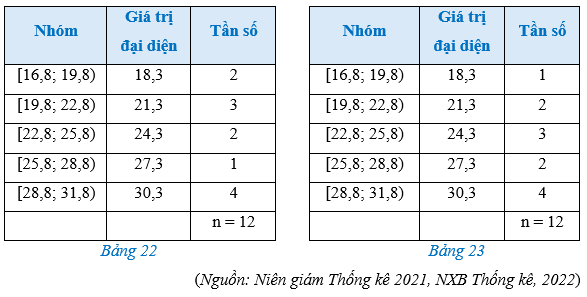 Nhóm Giá trị đại diện Tần số
[16,8; 19,8) 18,3 2
[19,8; 22,8) 21,3 3
[22,8; 25,8) 24,3 2
[25,8; 28,8) 27,3 1
[28,8; 31,8) 30,3 4
n = 12
Bảng 22
Nhóm Giá trị đại diện Tần số
[16,8; 19,8) 18,3 1
[19,8; 22,8) 21,3 2
[22,8; 25,8) 24,3 3
[25,8; 28,8) 27,3 2
[28,8; 31,8) 30,3 4
n = 12
Bảng 23
(Nguồn: Niên giám Thống kê 2021, NXB Thống kê, 2022)